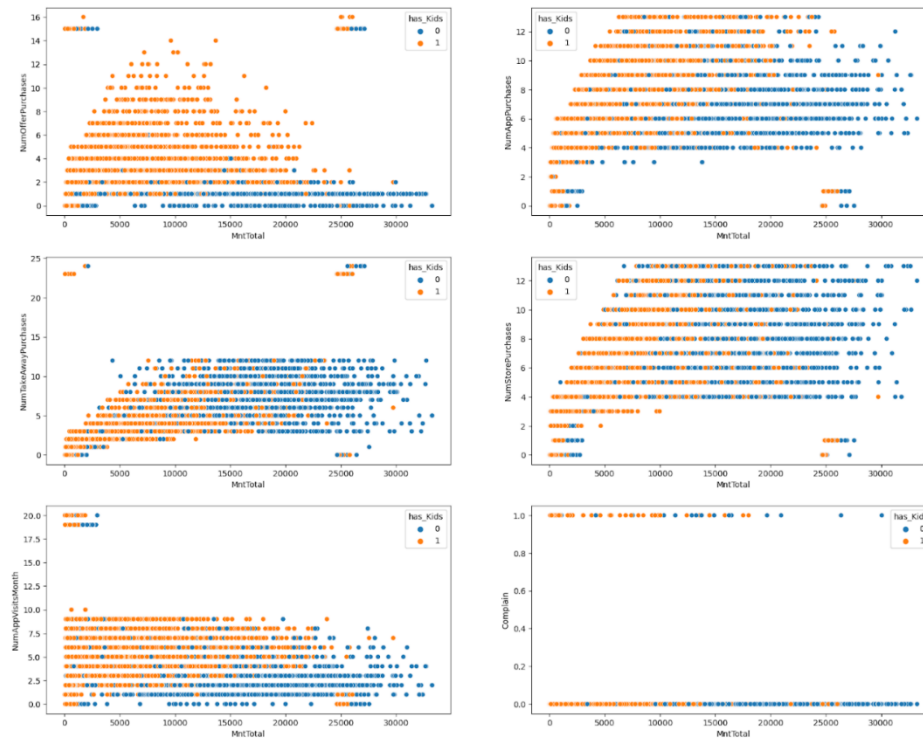 has_Kids
0
1
NumOfferPurchases
16
14
12
10
8
6
4
2
0
0 5000 10000 15000 20000 25000 30000
MntTotal
has_Kids
0
1
NumAppPurchases
12
10
8
6
4
2
0
0 5000 10000 15000 20000 25000 30000
MntTotal
has_Kids
0
1
NumTakeAwayPurchases
25
20
15
10
5
0
0 5000 10000 15000 20000 25000 30000
MntTotal
has_Kids
0
1
NumStorePurchases
12
10
8
6
4
2
0
0 5000 10000 15000 20000 25000 30000
MntTotal
has_Kids
0
1
NumAppVisitsMonth
20.0
17.5
15.0
12.5
10.0
7.5
5.0
2.5
0.0
0 5000 10000 15000 20000 25000 30000
MntTotal
has_Kids
0
1
Complain
1.0
0.8
0.6
0.4
0.2
0.0
0 5000 10000 15000 20000 25000 30000
MntTotal